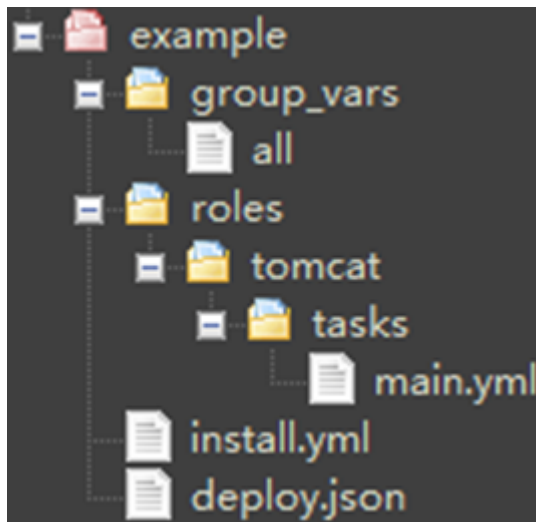 example
group_vars
all
roles
tomcat
tasks
main.yml
install.yml
deploy.json